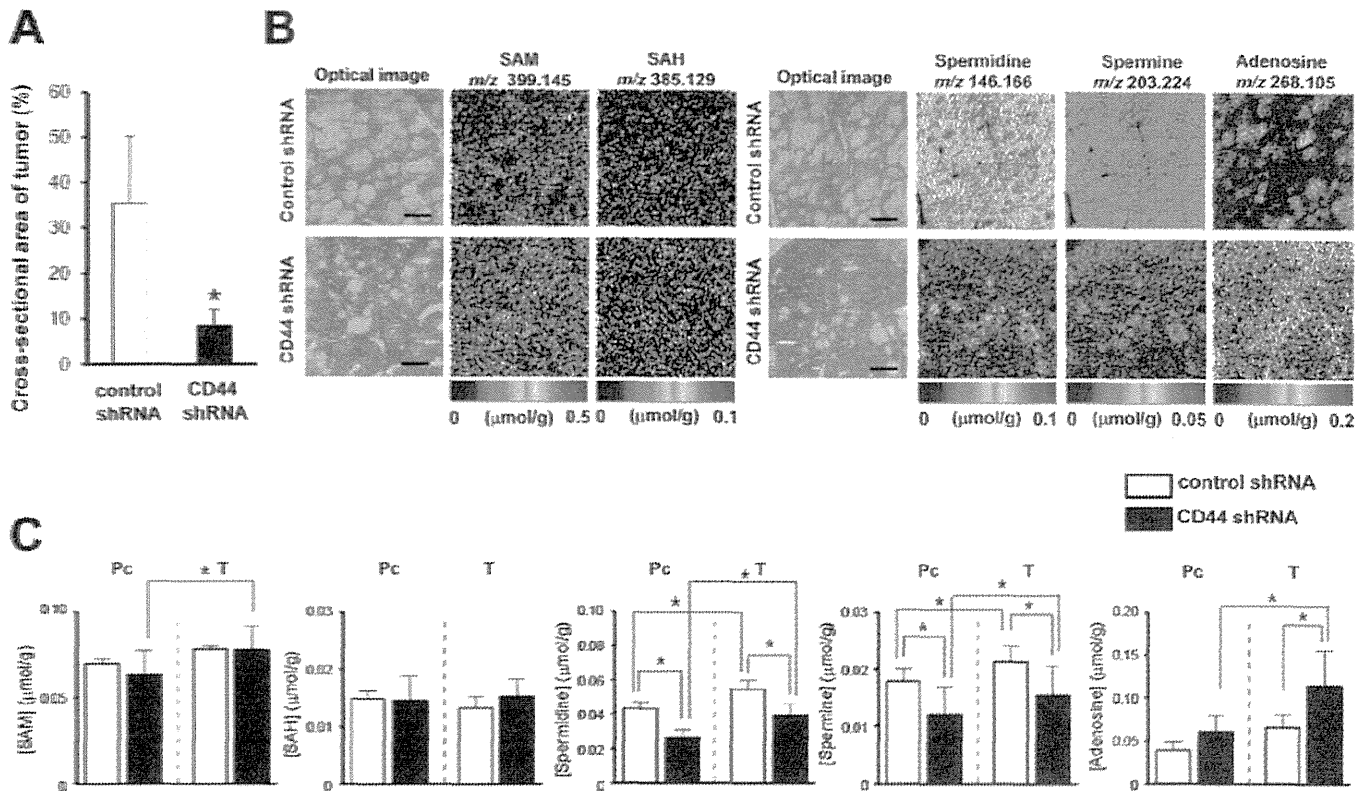 A
Cross-sectional area of tumor (%)
60
50
40
30
20
10
0
*
control shRNA
CD44 shRNA
B
Optical image
SAM m/z 399.145
SAH m/z 385.129
Optical image
Spermidine m/z 146.166
Spermine m/z 203.224
Adenosine m/z 268.105
Control shRNA
CD44 shRNA
Control shRNA
CD44 shRNA
0 (µmol/g) 0.5
0 (µmol/g) 0.1
0 (µmol/g) 0.1
0 (µmol/g) 0.05
0 (µmol/g) 0.2
control shRNA
CD44 shRNA
C
Pc * T
[SAM] (µmol/g)
0.10
0.05
0
Pc T
[SAH] (µmol/g)
0.03
0.02
0.01
0
Pc * T
* * *
[Spermidine] (µmol/g)
0.10
0.08
0.06
0.04
0.02
0
Pc T
* * * *
[Spermine] (µmol/g)
0.03
0.02
0.01
0
Pc T
* *
[Adenosine] (µmol/g)
0.20
0.15
0.10
0.05
0